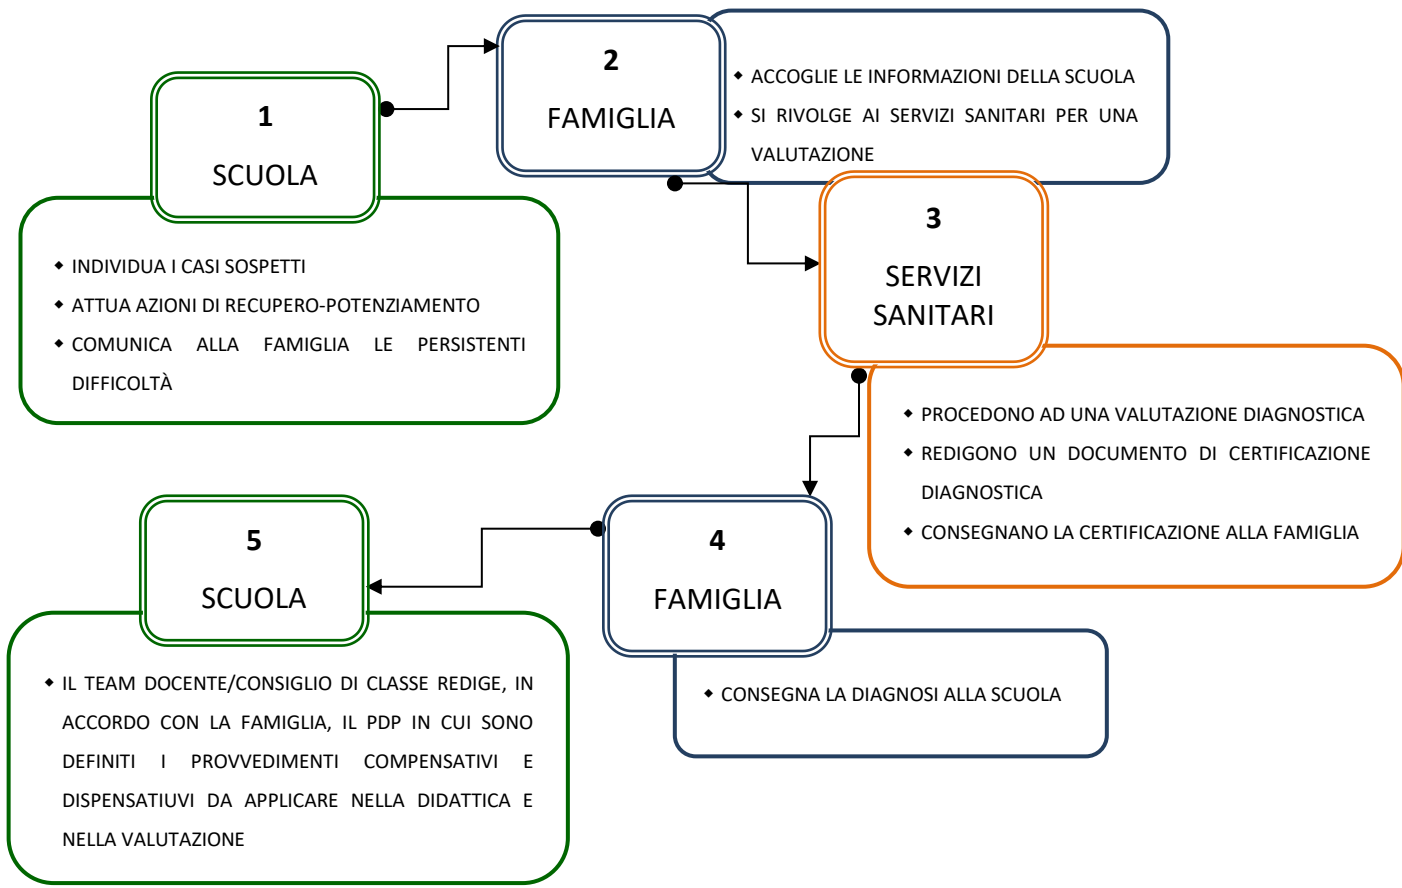 1
SCUOLA
◆ INDIVIDUA I CASI SOSPETTI
◆ ATTUA AZIONI DI RECUPERO-POTENZIAMENTO
◆ COMUNICA ALLA FAMIGLIA LE PERSISTENTI
DIFFICOLTÀ
2
FAMIGLIA
◆ ACCOGLIE LE INFORMAZIONI DELLA SCUOLA
◆ SI RIVOLGE AI SERVIZI SANITARI PER UNA
VALUTAZIONE
3
SERVIZI
SANITARI
◆ PROCEDONO AD UNA VALUTAZIONE DIAGNOSTICA
◆ REDIGONO UN DOCUMENTO DI CERTIFICAZIONE
DIAGNOSTICA
◆ CONSEGNANO LA CERTIFICAZIONE ALLA FAMIGLIA
4
FAMIGLIA
◆ CONSEGNA LA DIAGNOSI ALLA SCUOLA
5
SCUOLA
◆ IL TEAM DOCENTE/CONSIGLIO DI CLASSE REDIGE, IN
ACCORDO CON LA FAMIGLIA, IL PDP IN CUI SONO
DEFINITI I PROVVEDIMENTI COMPENSATIVI E
DISPENSATIUVI DA APPLICARE NELLA DIDATTICA E
NELLA VALUTAZIONE